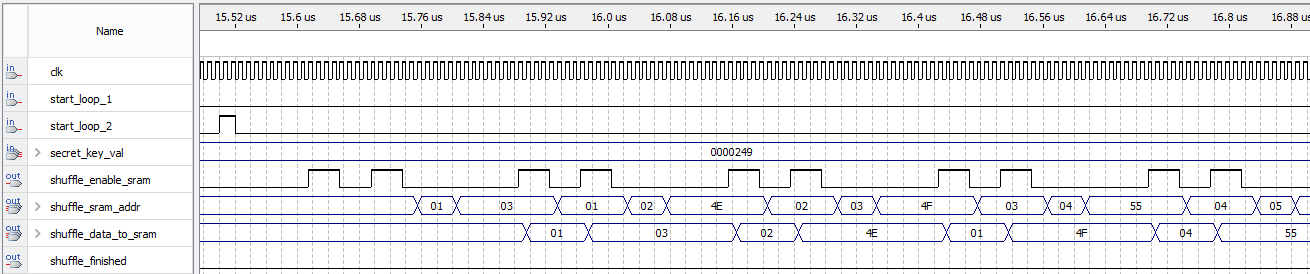 Name 15.52 us 15.6 us 15.68 us 15.76 us 15.84 us 15.92 us 16.0 us 16.08 us 16.16 us 16.24 us 16.32 us 16.4 us 16.48 us 16.56 us 16.64 us 16.72 us 16.8 us 16.88 us
in clk
in start_loop_1
in start_loop_2
in secret_key_val 0000249
out shuffle_enable_sram
out shuffle_sram_addr 01 03 01 02 4E 02 03 4F 03 04 55 04 05
out shuffle_data_to_sram 01 03 02 4E 01 4F 04 55
out shuffle_finished